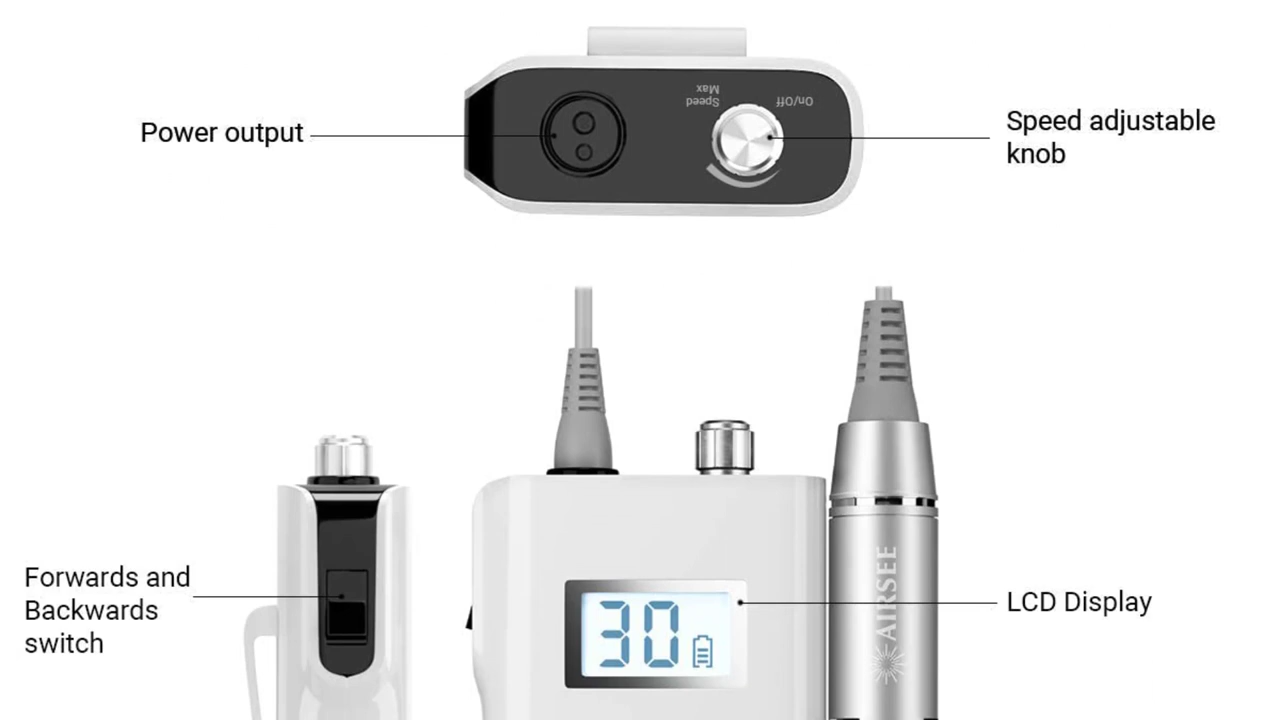 Power output
Speed
Max
On/Off
Speed adjustable
knob
Forwards and
Backwards
switch
30
AIRSEE
LCD Display